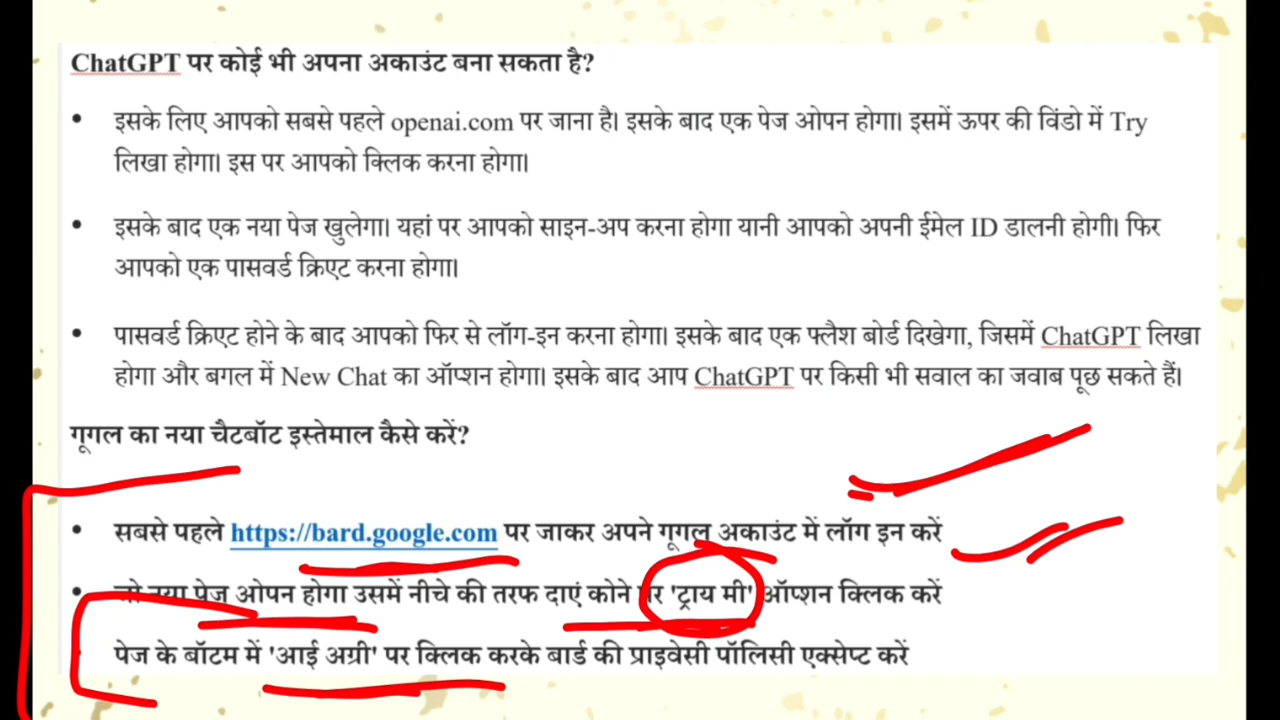 ChatGPT पर कोई भी अपना अकाउंट बना सकता है?
• इसके लिए आपको सबसे पहले openai.com पर जाना है। इसके बाद एक पेज ओपन होगा। इसमें ऊपर की विंडो में Try
लिखा होगा। इस पर आपको क्लिक करना होगा।
• इसके बाद एक नया पेज खुलेगा। यहां पर आपको साइन-अप करना होगा यानी आपको अपनी ईमेल ID डालनी होगी। फिर
आपको एक पासवर्ड क्रिएट करना होगा।
• पासवर्ड क्रिएट होने के बाद आपको फिर से लॉग-इन करना होगा। इसके बाद एक फ्लैश बोर्ड दिखेगा, जिसमें ChatGPT लिखा
होगा और बगल में New Chat का ऑप्शन होगा। इसके बाद आप ChatGPT पर किसी भी सवाल का जवाब पूछ सकते हैं।
गूगल का नया चैटबॉट इस्तेमाल कैसे करें?
• सबसे पहले https://bard.google.com पर जाकर अपने गूगल अकाउंट में लॉग इन करें
• जो नया पेज ओपन होगा उसमें नीचे की तरफ दाएं कोने पर 'ट्राय मी' ऑप्शन क्लिक करें
पेज के बॉटम में 'आई अग्री' पर क्लिक करके बार्ड की प्राइवेसी पॉलिसी एक्सेप्ट करें